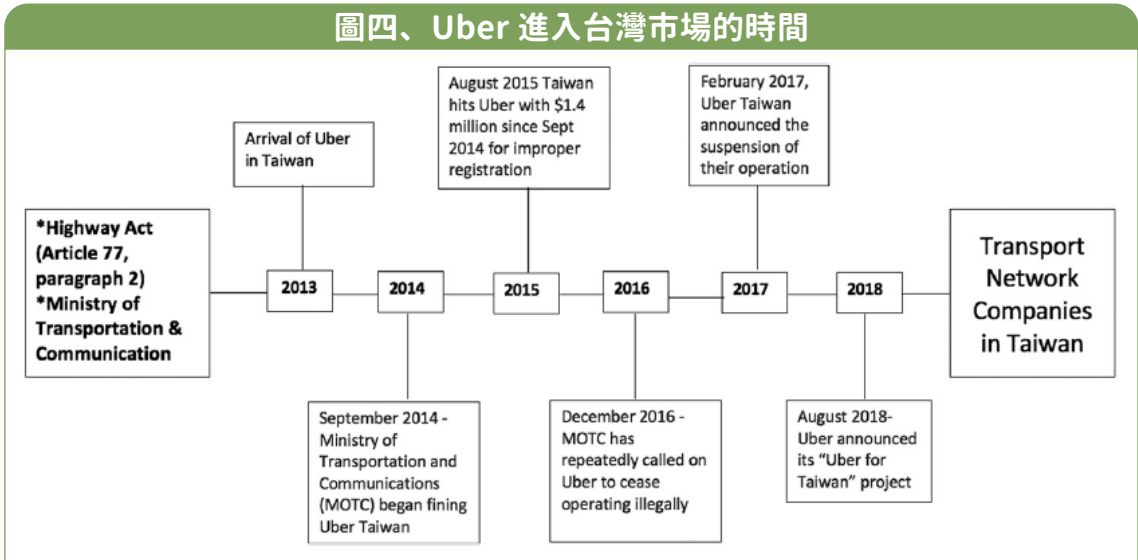 圖四、Uber 進入台灣市場的時間
*Highway Act
(Article 77,
paragraph 2)
*Ministry of
Transportation &
Communication
Arrival of Uber
in Taiwan
2013
September 2014 -
Ministry of
Transportation and
Communications
(MOTC) began fining
Uber Taiwan
2014
August 2015 Taiwan
hits Uber with $1.4
million since Sept
2014 for improper
registration
2015
December 2016 -
MOTC has
repeatedly called on
Uber to cease
operating illegally
2016
February 2017,
Uber Taiwan
announced the
suspension of
their operation
2017
August 2018-
Uber announced
its “Uber for
Taiwan” project
2018
Transport
Network
Companies
in Taiwan